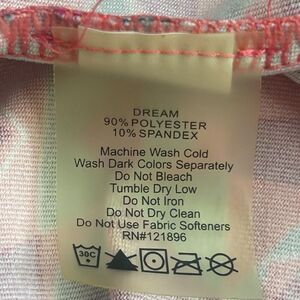 DREAM
90% POLYESTER
10% SPANDEX
Machine Wash Cold
Wash Dark Colors Separately
Do Not Bleach
Tumble Dry Low
Do Not Iron
Do Not Dry Clean
Do Not Use Fabric Softeners
RN#121896
30C